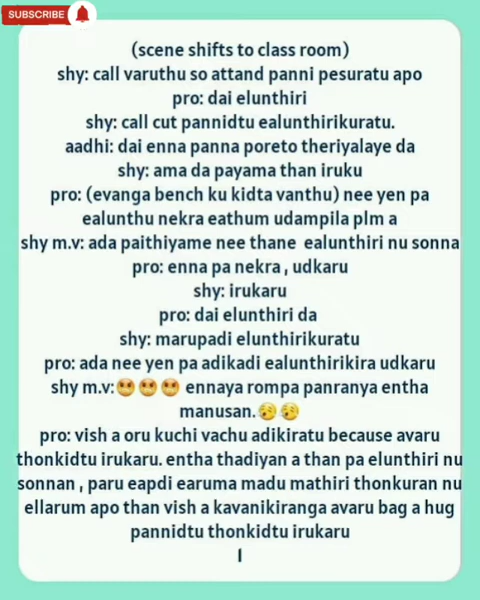 SUBSCRIBE
(scene shifts to class room)
shy: call varuthu so attand panni pesuratu apo
pro: dai elunthiri
shy: call cut pannidtu ealunthirikuratu.
aadhi: dai enna panna poreto theriyalaye da
shy: ama da payama than iruku
pro: (evanga bench ku kidta vanthu) nee yen pa
ealunthu nekra eathum udampila plm a
shy m.v: ada paithiyame nee thane ealunthiri nu sonna
pro: enna pa nekra , udkaru
shy: irukaru
pro: dai elunthiri da
shy: marupadi elunthirikuratu
pro: ada nee yen pa adikadi ealunthirikira udkaru
shy m.v:😬😬😬 ennaya rompa panranya entha
manusan.😥😥
pro: vish a oru kuchi vachu adikiratu because avaru
thonkidtu irukaru. entha thadiyan a than pa elunthiri nu
sonnan , paru eapdi earuma madu mathiri thonkuran nu
ellarum apo than vish a kavanikiranga avaru bag a hug
pannidtu thonkidtu irukaru
I